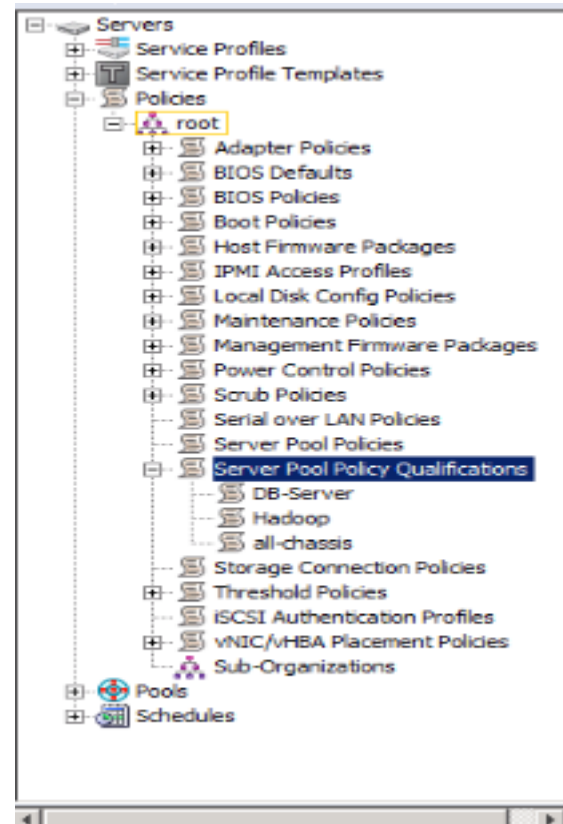 Servers
Service Profiles
Service Profile Templates
Policies
root
Adapter Policies
BIOS Defaults
BIOS Policies
Boot Policies
Host Firmware Packages
IPMI Access Profiles
Local Disk Config Policies
Maintenance Policies
Management Firmware Packages
Power Control Policies
Scrub Policies
Serial over LAN Policies
Server Pool Policies
Server Pool Policy Qualifications
DB-Server
Hadoop
all-chassis
Storage Connection Policies
Threshold Policies
iSCSI Authentication Profiles
vNIC/vHBA Placement Policies
Sub-Organizations
Pools
Schedules